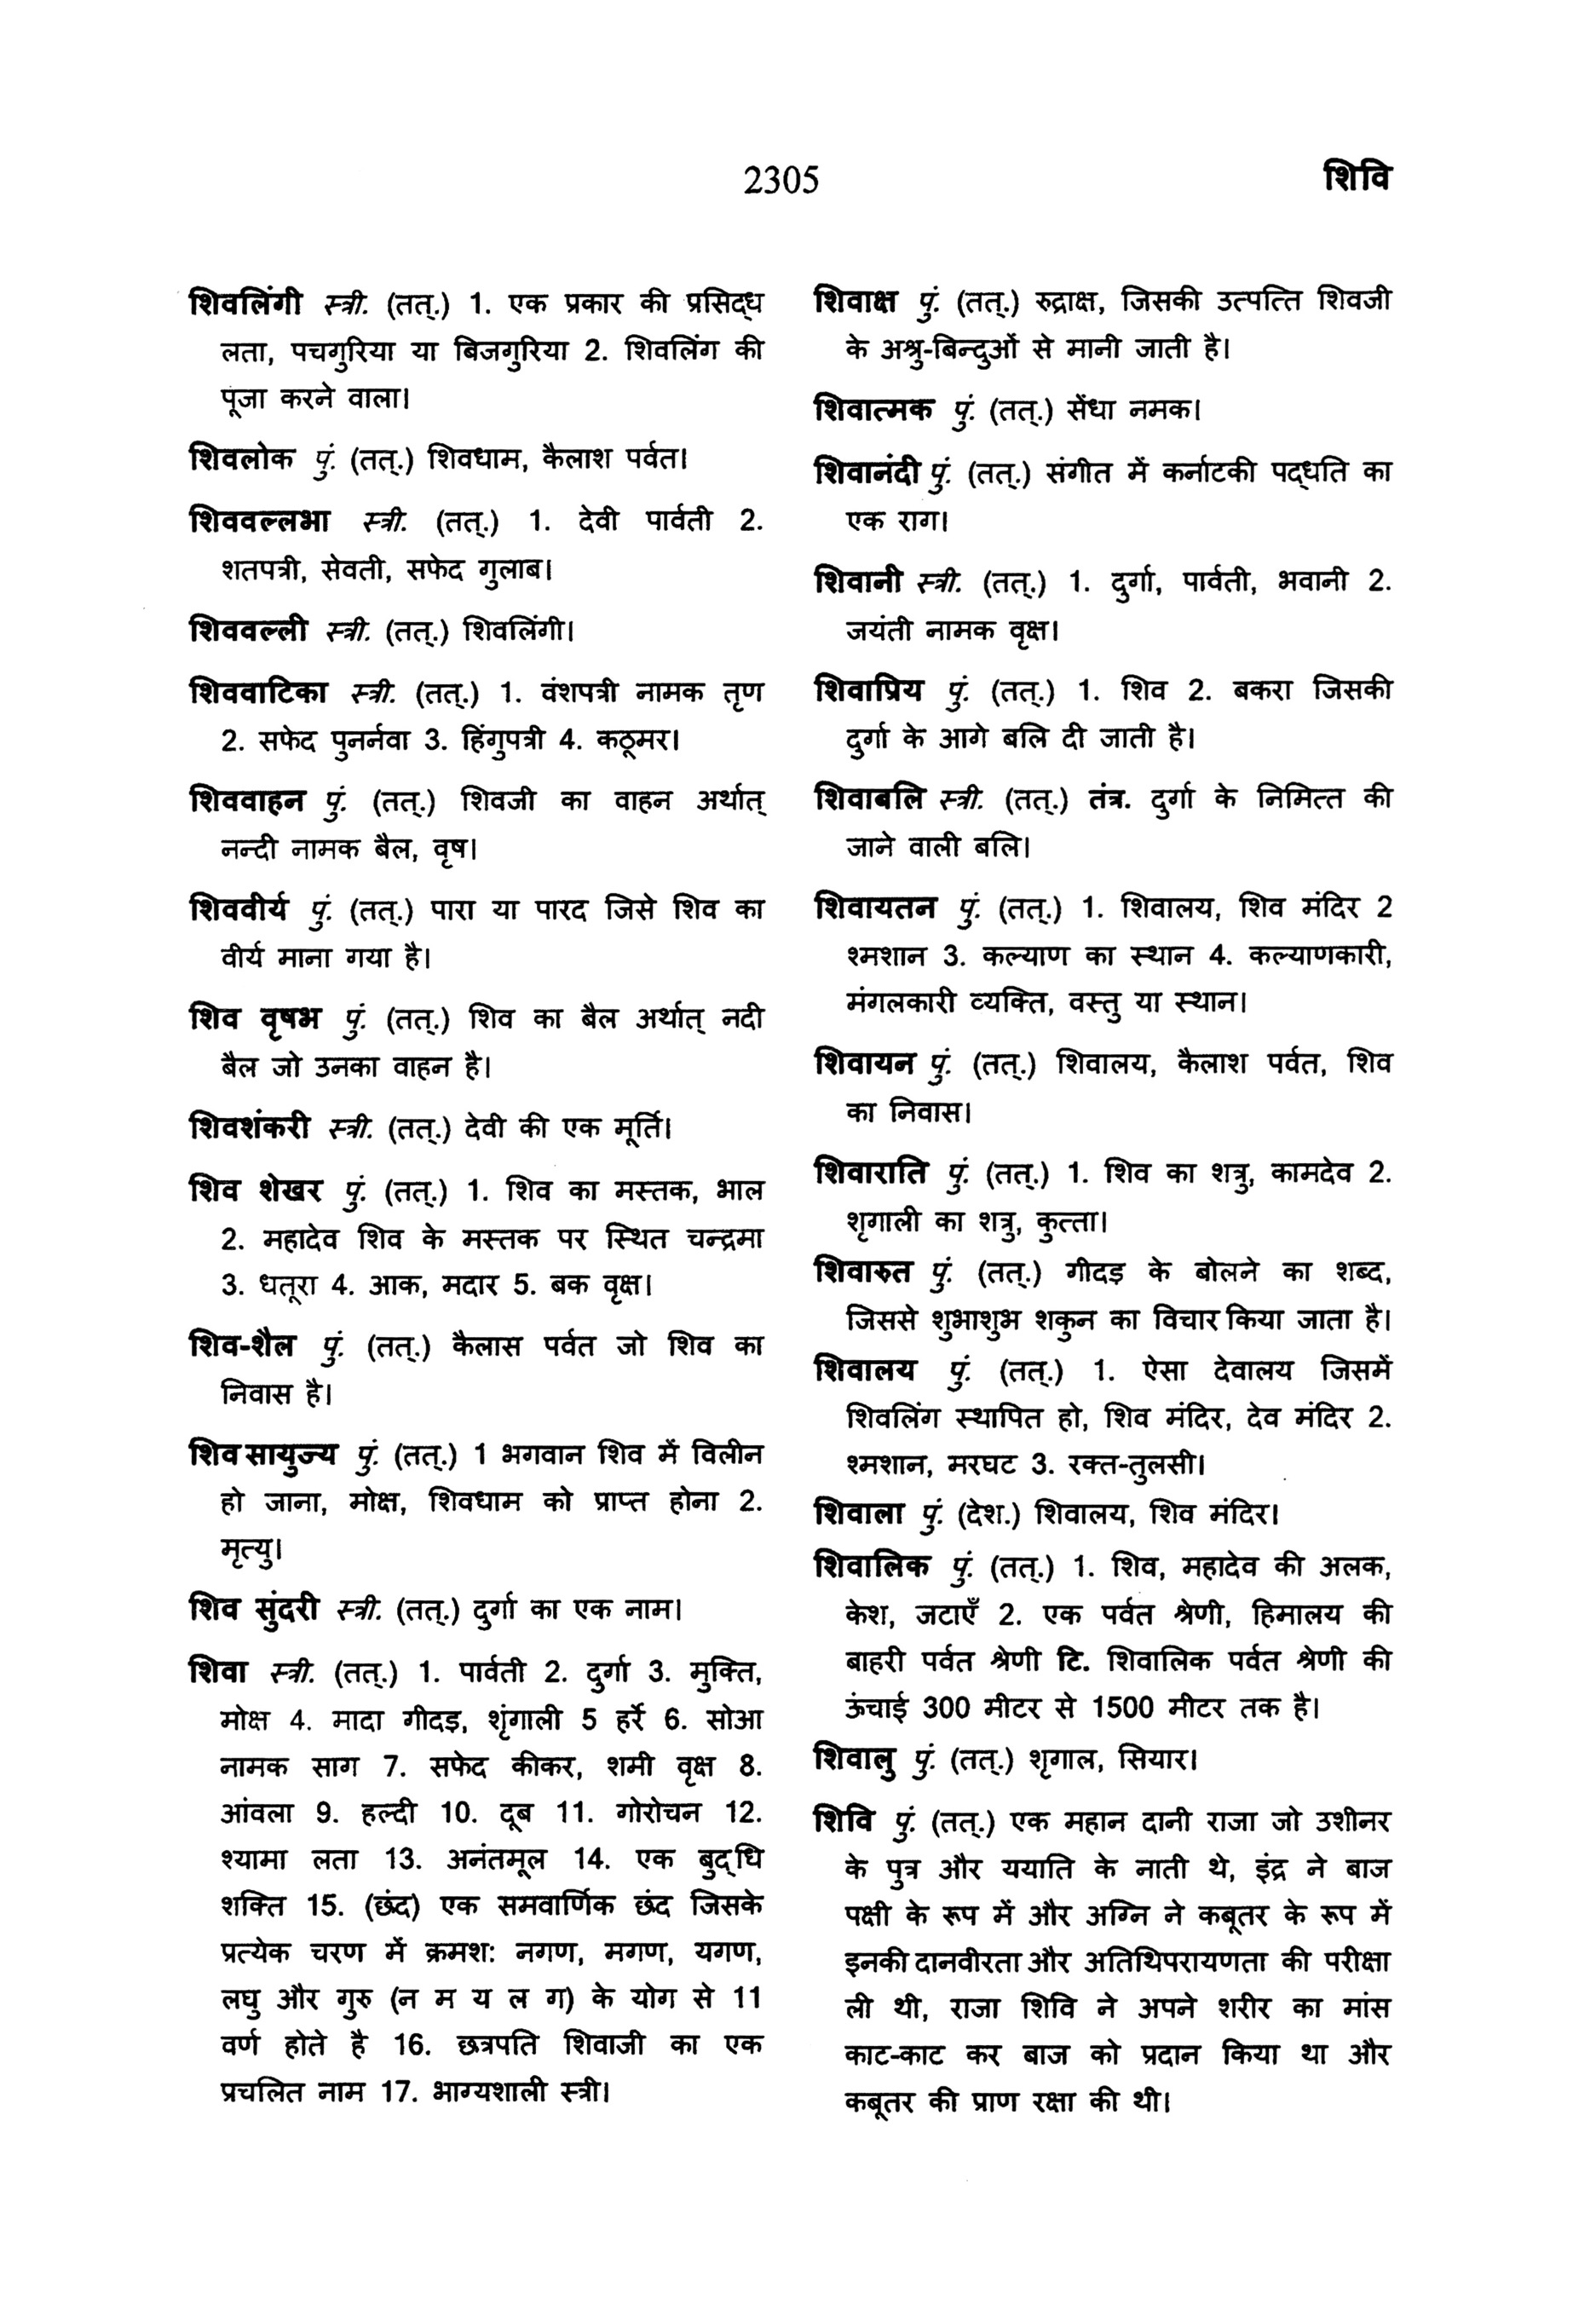 2305
शिवि
शिवलिंगी स्त्री. (तत्.) 1. एक प्रकार की प्रसिद्ध
लता, पचगुरिया या बिजगुरिया 2. शिवलिंग की
पूजा करने वाला।
शिवलोक पुं. (तत्.) शिवधाम, कैलाश पर्वत।
शिववल्लभा स्त्री. (तत्.) 1. देवी पार्वती 2.
शतपत्री, सेवती, सफेद गुलाब।
शिववल्ली स्त्री. (तत्.) शिवलिंगी।
शिववाटिका स्त्री. (तत्.) 1. वंशपत्री नामक तृण
2. सफेद पुनर्नवा 3. हिंगुपत्री 4. कठूमर।
शिववाहन पुं. (तत्.) शिवजी का वाहन अर्थात्
नन्दी नामक बैल, वृष।
शिववीर्य पुं. (तत्.) पारा या पारद जिसे शिव का
वीर्य माना गया है।
शिव वृषभ पुं. (तत्.) शिव का बैल अर्थात् नदी
बैल जो उनका वाहन है।
शिवशंकरी स्त्री. (तत्.) देवी की एक मूर्ति।
शिव शेखर पुं. (तत्.) 1. शिव का मस्तक, भाल
2. महादेव शिव के मस्तक पर स्थित चन्द्रमा
3. धतूरा 4. आक, मदार 5. बक वृक्ष।
शिव-शैल पुं. (तत्.) कैलास पर्वत जो शिव का
निवास है।
शिव सायुज्य पुं. (तत्.) 1 भगवान शिव में विलीन
हो जाना, मोक्ष, शिवधाम को प्राप्त होना 2.
मृत्यु।
शिव सुंदरी स्त्री. (तत्.) दुर्गा का एक नाम।
शिवा स्त्री. (तत्.) 1. पार्वती 2. दुर्गा 3. मुक्ति,
मोक्ष 4. मादा गीदड़, शृंगाली 5 हर्रे 6. सोआ
नामक साग 7. सफेद कीकर, शमी वृक्ष 8.
आंवला 9. हल्दी 10. दूब 11. गोरोचन 12.
श्यामा लता 13. अनंतमूल 14. एक बुद्धि
शक्ति 15. (छंद) एक समवार्णिक छंद जिसके
प्रत्येक चरण में क्रमश: नगण, मगण, यगण,
लघु और गुरु (न म य ल ग) के योग से 11
वर्ण होते है 16. छत्रपति शिवाजी का एक
प्रचलित नाम 17. भाग्यशाली स्त्री।
शिवाक्ष पुं. (तत्.) रुद्राक्ष, जिसकी उत्पत्ति शिवजी
के अश्रु-बिन्दुओं से मानी जाती है।
शिवात्मक पुं. (तत्.) सेंधा नमक।
शिवानंदी पुं. (तत्.) संगीत में कर्नाटकी पद्धति का
एक राग।
शिवानी स्त्री. (तत्.) 1. दुर्गा, पार्वती, भवानी 2.
जयंती नामक वृक्ष।
शिवाप्रिय पुं. (तत्.) 1. शिव 2. बकरा जिसकी
दुर्गा के आगे बलि दी जाती है।
शिवाबलि स्त्री. (तत्.) तंत्र. दुर्गा के निमित्त की
जाने वाली बलि।
शिवायतन पुं. (तत्.) 1. शिवालय, शिव मंदिर 2
श्मशान 3. कल्याण का स्थान 4. कल्याणकारी,
मंगलकारी व्यक्ति, वस्तु या स्थान।
शिवायन पुं. (तत्.) शिवालय, कैलाश पर्वत, शिव
का निवास।
शिवाराति पुं. (तत्.) 1. शिव का शत्रु, कामदेव 2.
शृगाली का शत्रु, कुत्ता।
शिवारुत पुं. (तत्.) गीदड़ के बोलने का शब्द,
जिससे शुभाशुभ शकुन का विचार किया जाता है।
शिवालय पुं. (तत्.) 1. ऐसा देवालय जिसमें
शिवलिंग स्थापित हो, शिव मंदिर, देव मंदिर 2.
श्मशान, मरघट 3. रक्त-तुलसी।
शिवाला पुं. (देश.) शिवालय, शिव मंदिर।
शिवालिक पुं. (तत्.) 1. शिव, महादेव की अलक,
केश, जटाएँ 2. एक पर्वत श्रेणी, हिमालय की
बाहरी पर्वत श्रेणी टि. शिवालिक पर्वत श्रेणी की
ऊंचाई 300 मीटर से 1500 मीटर तक है।
शिवालु पुं. (तत्.) शृगाल, सियार।
शिवि पुं. (तत्.) एक महान दानी राजा जो उशीनर
के पुत्र और ययाति के नाती थे, इंद्र ने बाज
पक्षी के रूप में और अग्नि ने कबूतर के रूप में
इनकी दानवीरता और अतिथिपरायणता की परीक्षा
ली थी, राजा शिवि ने अपने शरीर का मांस
काट-काट कर बाज को प्रदान किया था और
कबूतर की प्राण रक्षा की थी।